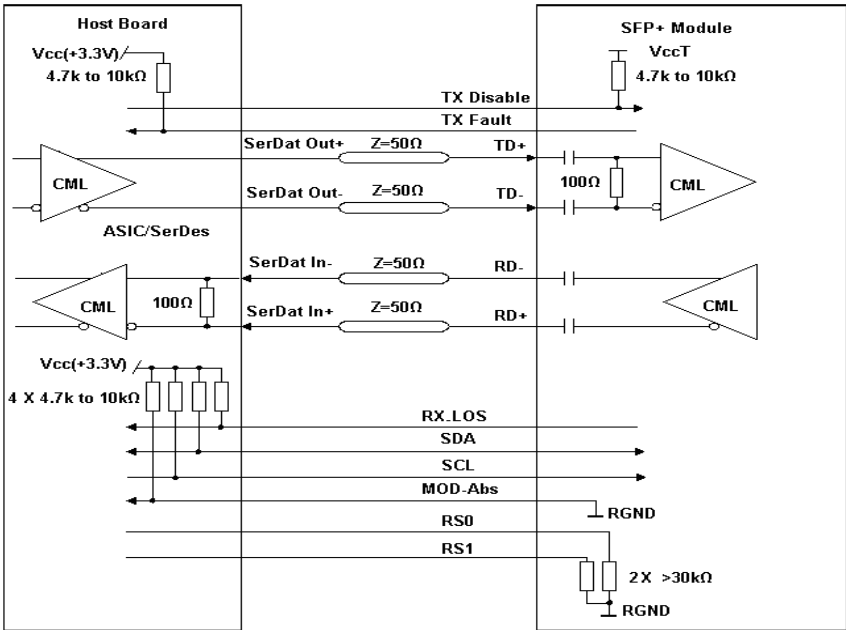 Host Board
SFP+ Module
Vcc(+3.3V)
4.7k to 10kΩ
VccT
4.7k to 10kΩ
TX Disable
TX Fault
SerDat Out+ Z=50Ω TD+
CML
100Ω
CML
SerDat Out- Z=50Ω TD-
ASIC/SerDes
SerDat In- Z=50Ω RD-
CML
100Ω
CML
SerDat In+ Z=50Ω RD+
Vcc(+3.3V)
4 X 4.7k to 10kΩ
RX_LOS
SDA
SCL
MOD-Abs
RGND
RS0
RS1
2X >30kΩ
RGND